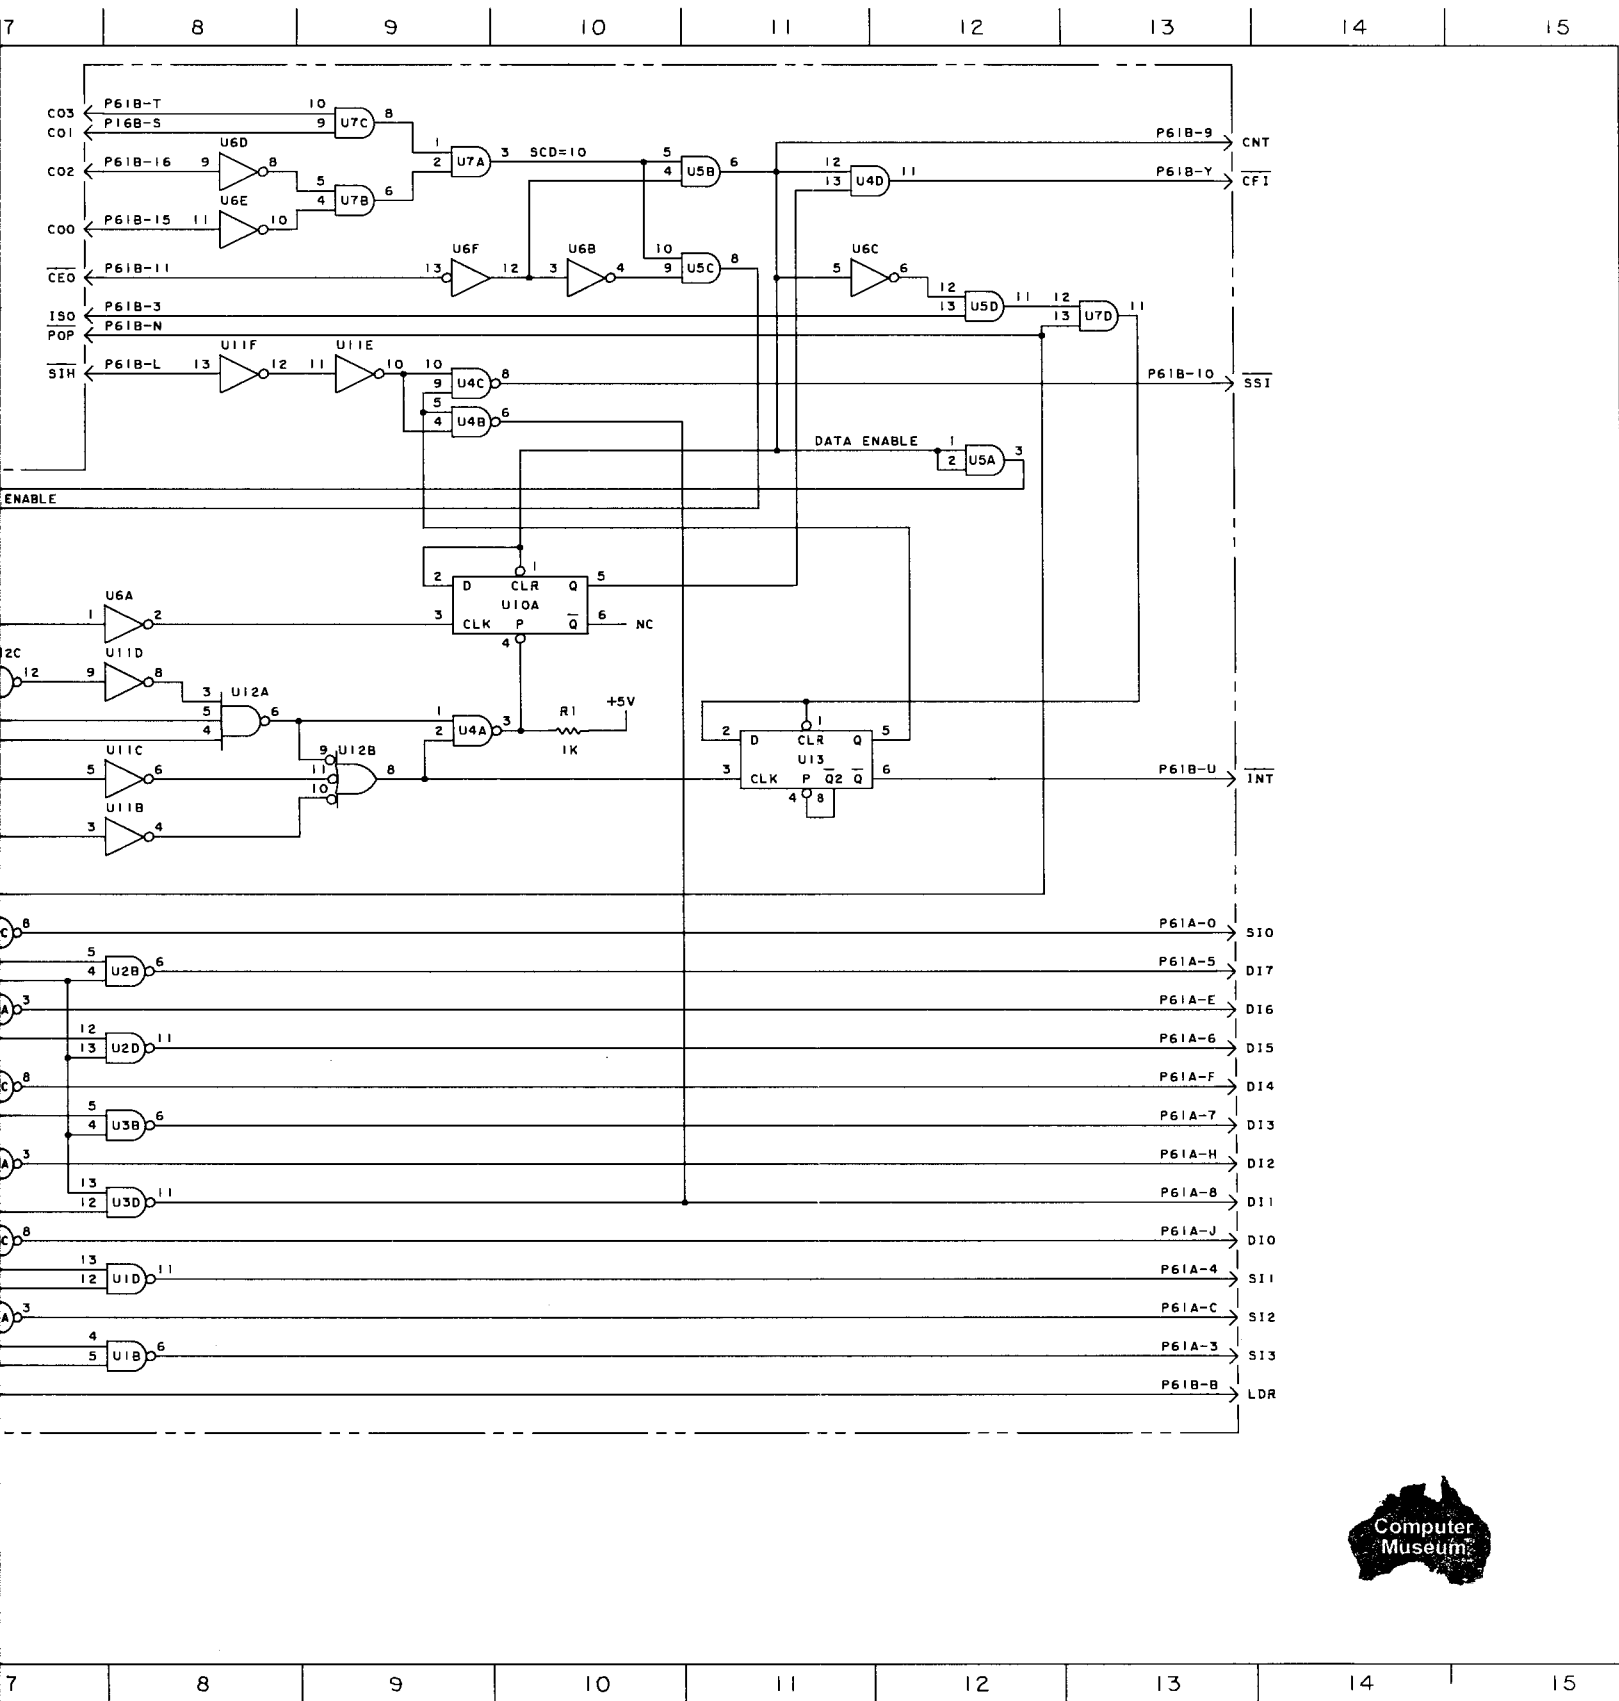 7 8 9 10 11 12 13 14 15
CO3 P61B-T 10 U7C 8
CO1 P16B-S 9
P61B-9 CNT
U6D
CO2 P61B-16 9 8
1 2 U7A 3 SCD=10 5 4 U5B 6 12 13 U4D 11 P61B-Y CFI
5 4 U7B 6
U6E
COO P61B-15 11 10
U6F U6B U6C
CEO P61B-11 13 12 3 4 10 9 U5C 8 5 6
ISO P61B-3 12 13 U5D 11 12 13 U7D 11
POP P61B-N
U11F U11E
SIH P61B-L 13 12 11 10 10 9 U4C 8 P61B-10 SSI
5 4 U4B 6
DATA ENABLE 1 2 U5A 3
ENABLE
1
2 D CLR Q 5
U6A U10A
1 2 3 CLK P Q 6 NC
4
2C U11D
12 9 8
3 5 4 U12A 6
1 2 U4A 3 R1 1K +5V
1
2 D CLR Q 5
U13
U11C U12B
5 6 9 11 10 8 3 CLK P Q2 Q 6 P61B-U INT
4 8
U11B
3 4
C 8 P61A-0 SI0
5 4 U2B 6 P61A-5 DI7
A 3 P61A-E DI6
12 13 U2D 11 P61A-6 DI5
C 8 P61A-F DI4
5 4 U3B 6 P61A-7 DI3
A 3 P61A-H DI2
13 12 U3D 11 P61A-8 DI1
C 8 P61A-J DI0
13 12 U1D 11 P61A-4 SI1
A 3 P61A-C SI2
4 5 U1B 6 P61A-3 SI3
P61B-B LDR
Computer
Museum
7 8 9 10 11 12 13 14 15